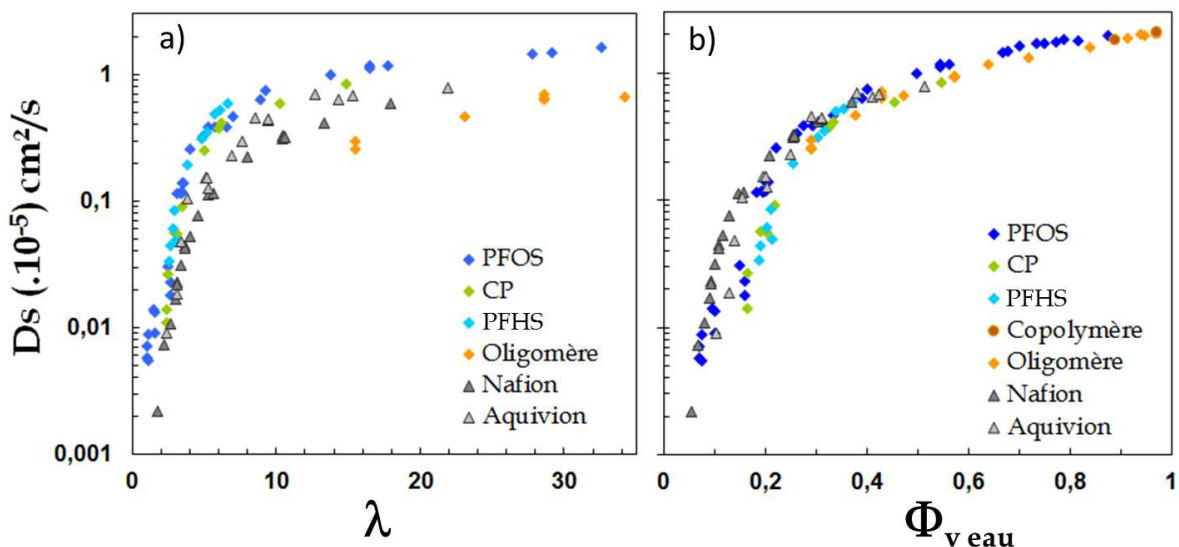 a)
b)
Ds (.10⁻⁵) cm²/s
1
0,1
0,01
0,001
PFOS
CP
PFHS
Oligomère
Nafion
Aquivion
PFOS
CP
PFHS
Copolymère
Oligomère
Nafion
Aquivion
0 10 20 30
0 0,2 0,4 0,6 0,8 1
λ
Φv eau